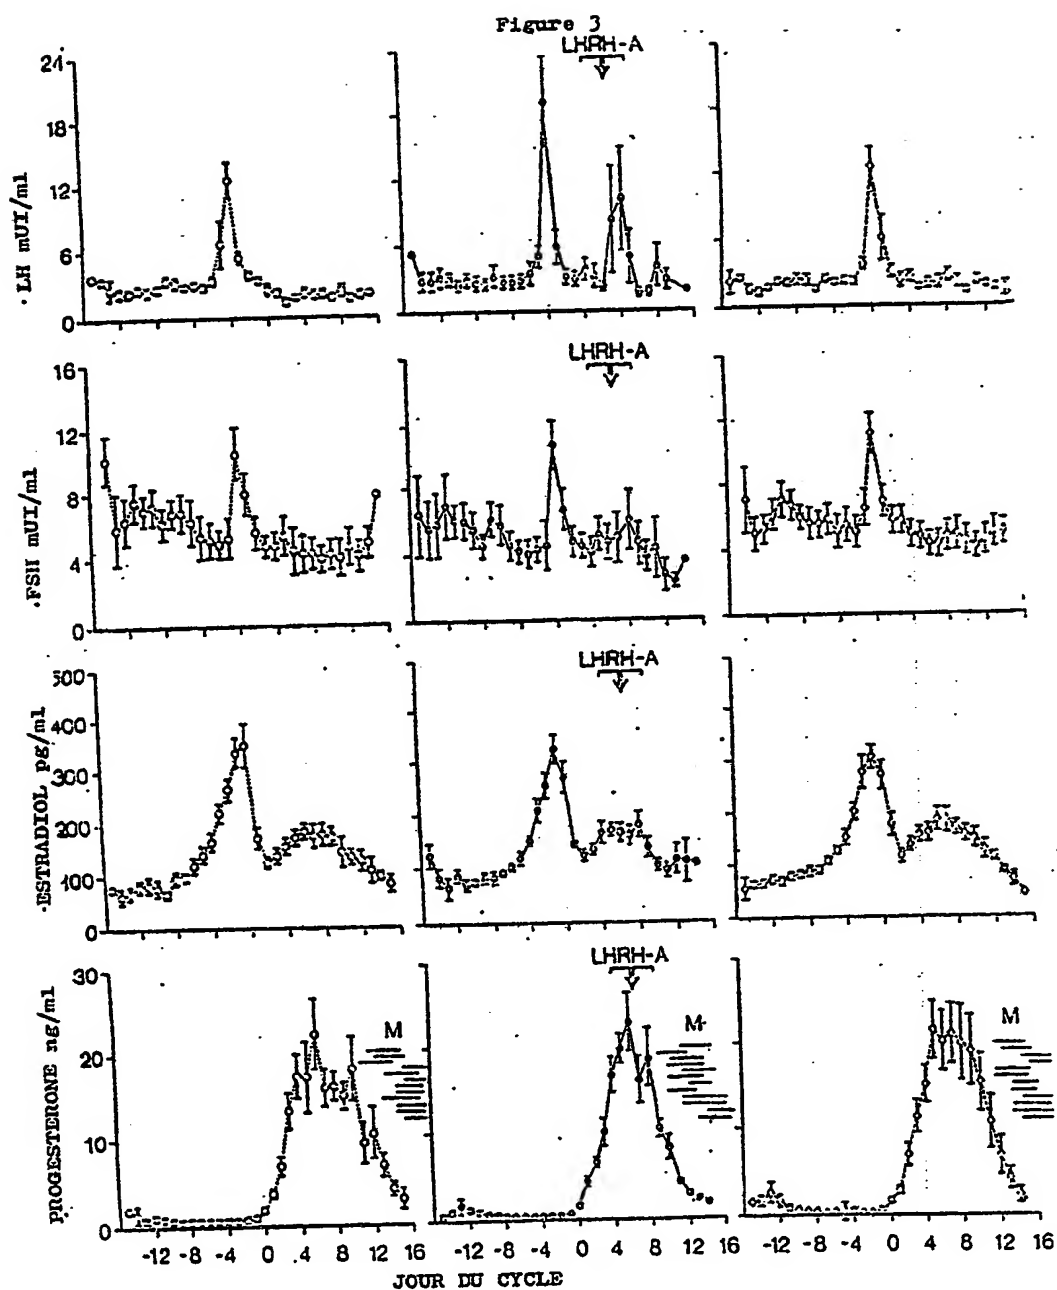 Figure 3
LHRH-A
24
18
12
6
0
LH mUI/ml
LHRH-A
16
12
8
4
0
FSH mUI/ml
LHRH-A
500
400
300
200
100
0
ESTRADIOL pg/ml
LHRH-A
30
20
10
0
PROGESTERONE ng/ml
M M M
-12 -8 -4 0 4 8 12 16 -12 -8 -4 0 4 8 12 16 -12 -8 -4 0 4 8 12 16
JOUR DU CYCLE